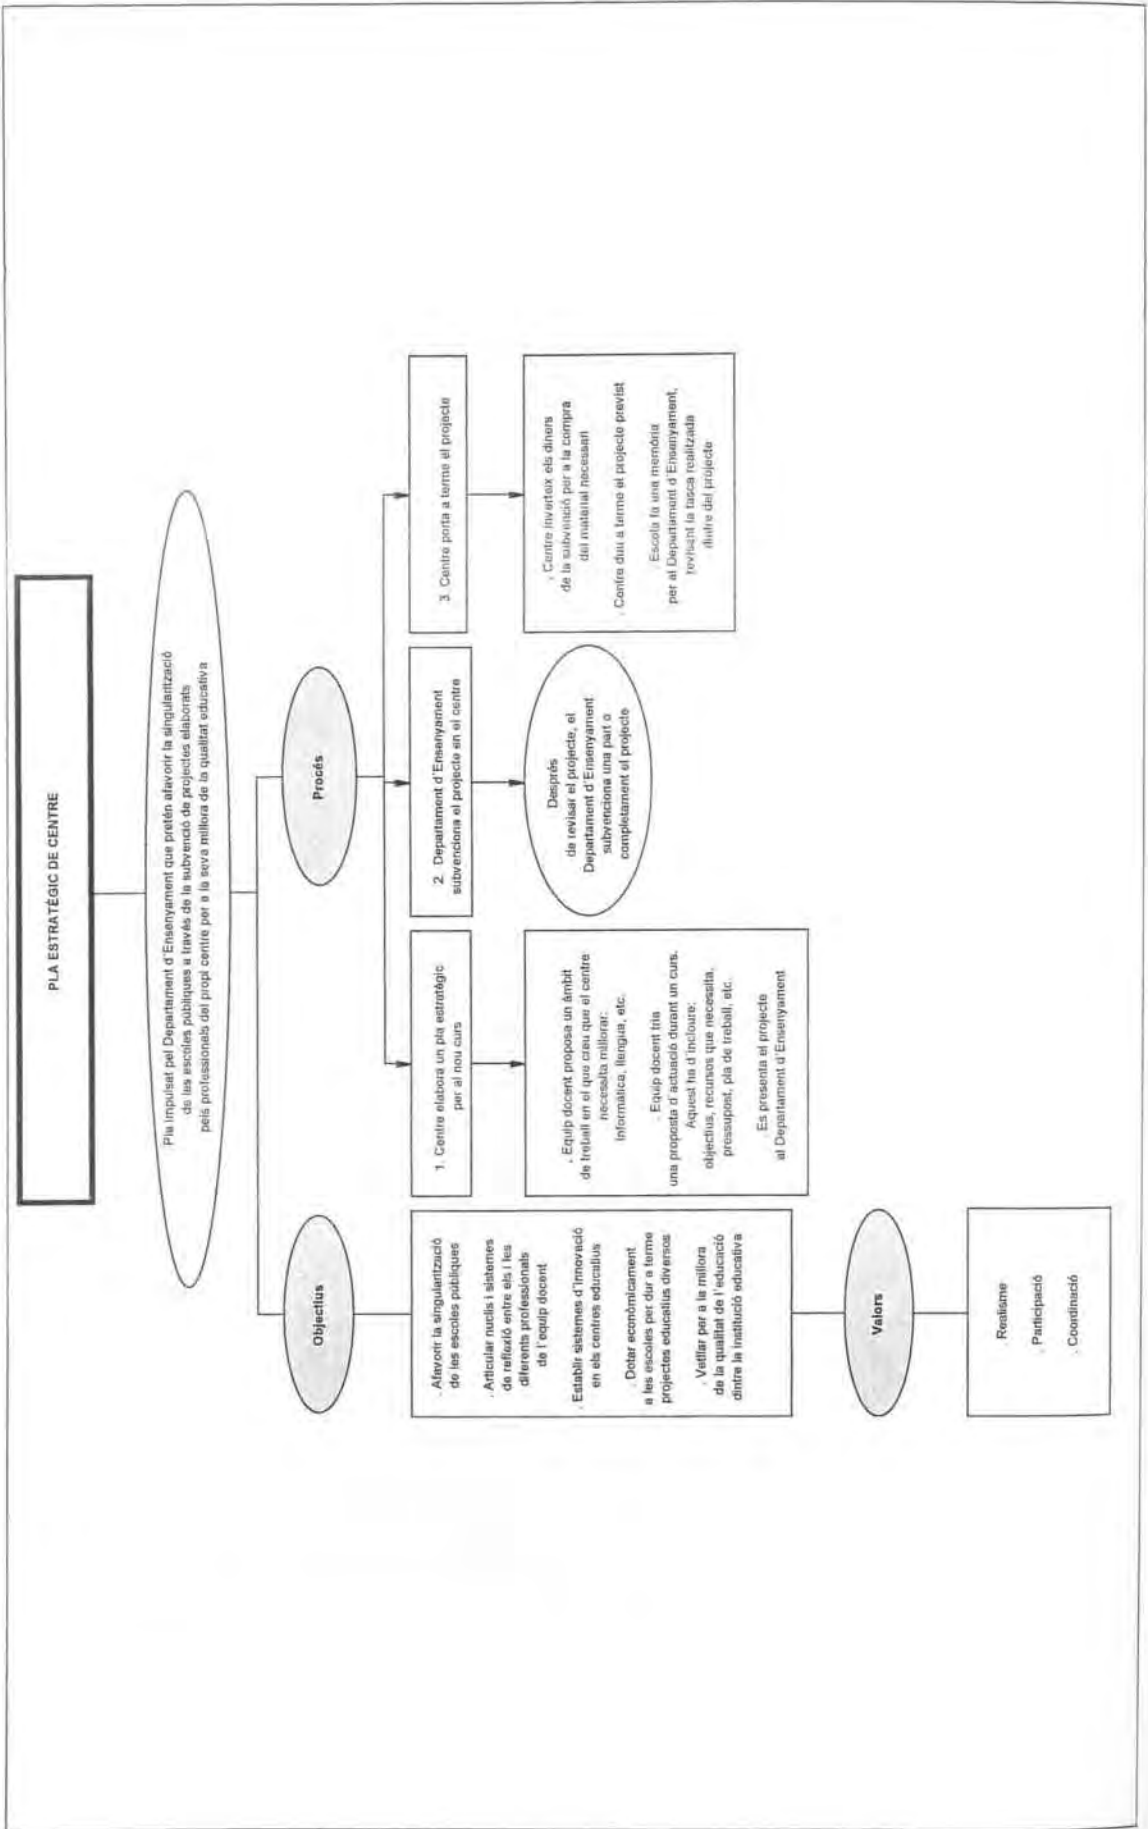 PLA ESTRATÈGIC DE CENTRE
Pla impulsat pel Departament d'Ensenyament que pretén afavorir la singularització
de les escoles públiques a través de la subvenció de projectes elaborats
pels professionals del propi centre per a la seva millora de la qualitat educativa
Objectius
. Afavorir la singularització
de les escoles públiques
. Articular nuclis i sistemes
de reflexió entre els i les
diferents professionals
de l'equip docent
. Establir sistemes d'innovació
en els centres educatius
. Dotar econòmicament
a les escoles per dur a terme
projectes educatius diversos
. Vetllar per a la millora
de la qualitat de l'educació
dintre la institució educativa
Valors
. Realisme
. Participació
. Coordinació
Procés
1. Centre elabora un pla estratègic
per al nou curs
. Equip docent proposa un àmbit
de treball en el que creu que el centre
necessita millorar:
informàtica, llengua, etc.
. Equip docent tria
una proposta d'actuació durant un curs.
Aquest ha d'incloure:
objectius, recursos que necessita,
pressupost, pla de treball, etc.
. Es presenta el projecte
al Departament d'Ensenyament
2. Departament d'Ensenyament
subvenciona el projecte en el centre
Després
de revisar el projecte, el
Departament d'Ensenyament
subvenciona una part o
completament el projecte
3. Centre porta a terme el projecte
. Centre inverteix els diners
de la subvenció per a la compra
del material necessari
. Centre duu a terme el projecte previst
. Escola fa una memòria
per al Departament d'Ensenyament,
revisant la tasca realitzada
dintre del projecte